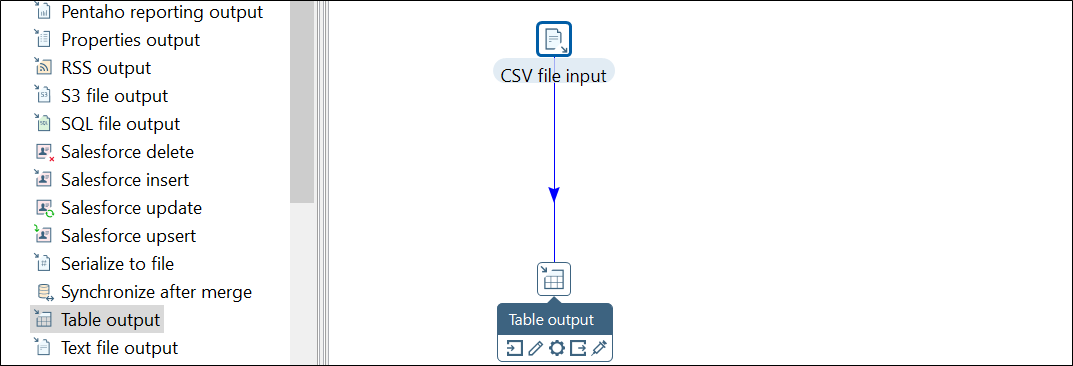 Pentaho reporting output
Properties output
RSS output
S3 file output
SQL file output
Salesforce delete
Salesforce insert
Salesforce update
Salesforce upsert
Serialize to file
Synchronize after merge
Table output
Text file output
CSV file input
Table output